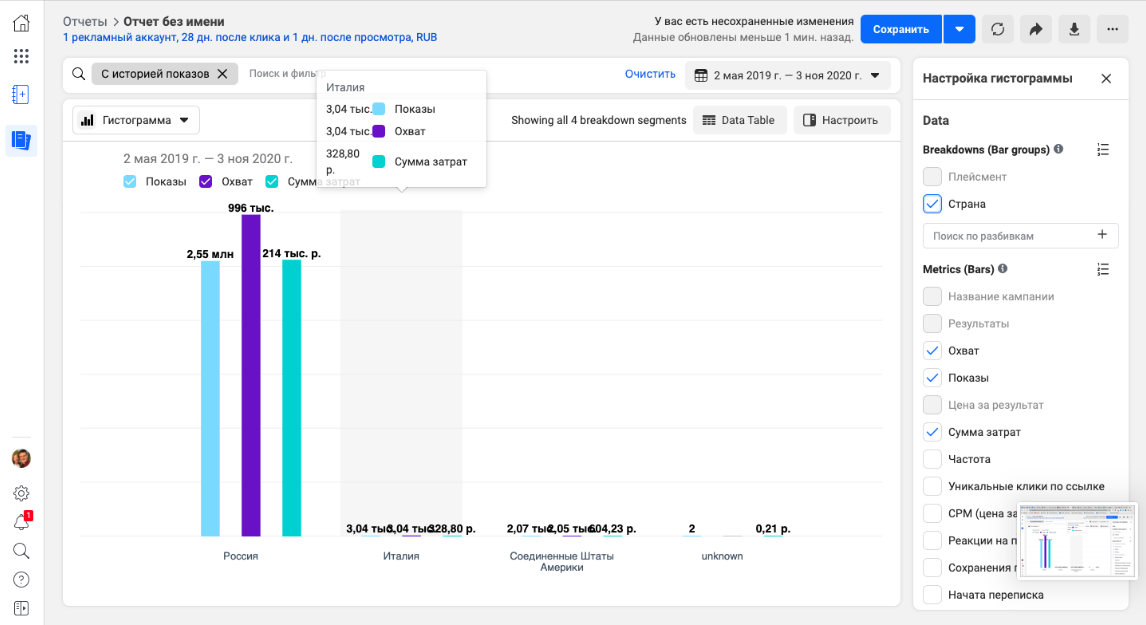 Отчеты > Отчет без имени
1 рекламный аккаунт, 28 дн. после клика и 1 дн. после просмотра, RUB
У вас есть несохраненные изменения
Данные обновлены меньше 1 мин. назад.
Сохранить
С историей показов
Поиск и фильтр
Очистить
2 мая 2019 г. — 3 ноя 2020 г.
Гистограмма
Showing all 4 breakdown segments
Data Table
Настроить
Италия
3,04 тыс. Показы
3,04 тыс. Охват
328,80 р. Сумма затрат
2 мая 2019 г. — 3 ноя 2020 г.
Показы
Охват
Сумма затрат
996 тыс.
2,55 млн
214 тыс. р.
3,04 тыс.
3,04 тыс.
328,80 р.
2,07 тыс.
2,05 тыс.
604,23 р.
2
0,21 р.
Россия
Италия
Соединенные Штаты
Америки
unknown
Настройка гистограммы
Data
Breakdowns (Bar groups)
Плейсмент
Страна
Поиск по разбивкам
Metrics (Bars)
Название кампании
Результаты
Охват
Показы
Цена за результат
Сумма затрат
Частота
Уникальные клики по ссылке
CPM (цена за
Реакции на п
Сохранения
Начата переписка
1